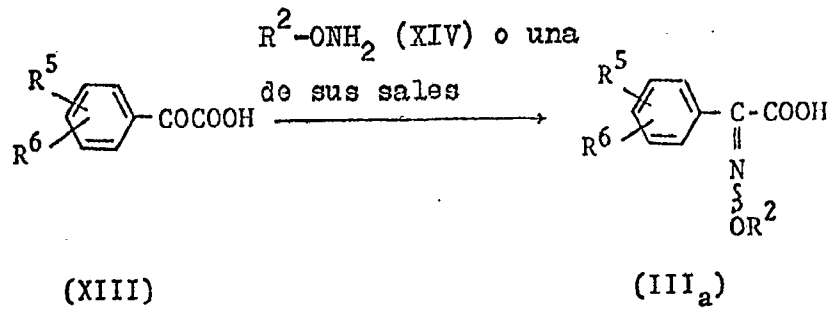 R²-ONH₂ (XIV) o una
de sus sales
R⁵
R⁶
COCOOH
R⁵
R⁶
C-COOH
N
OR²
(XIII)
(IIIₐ)